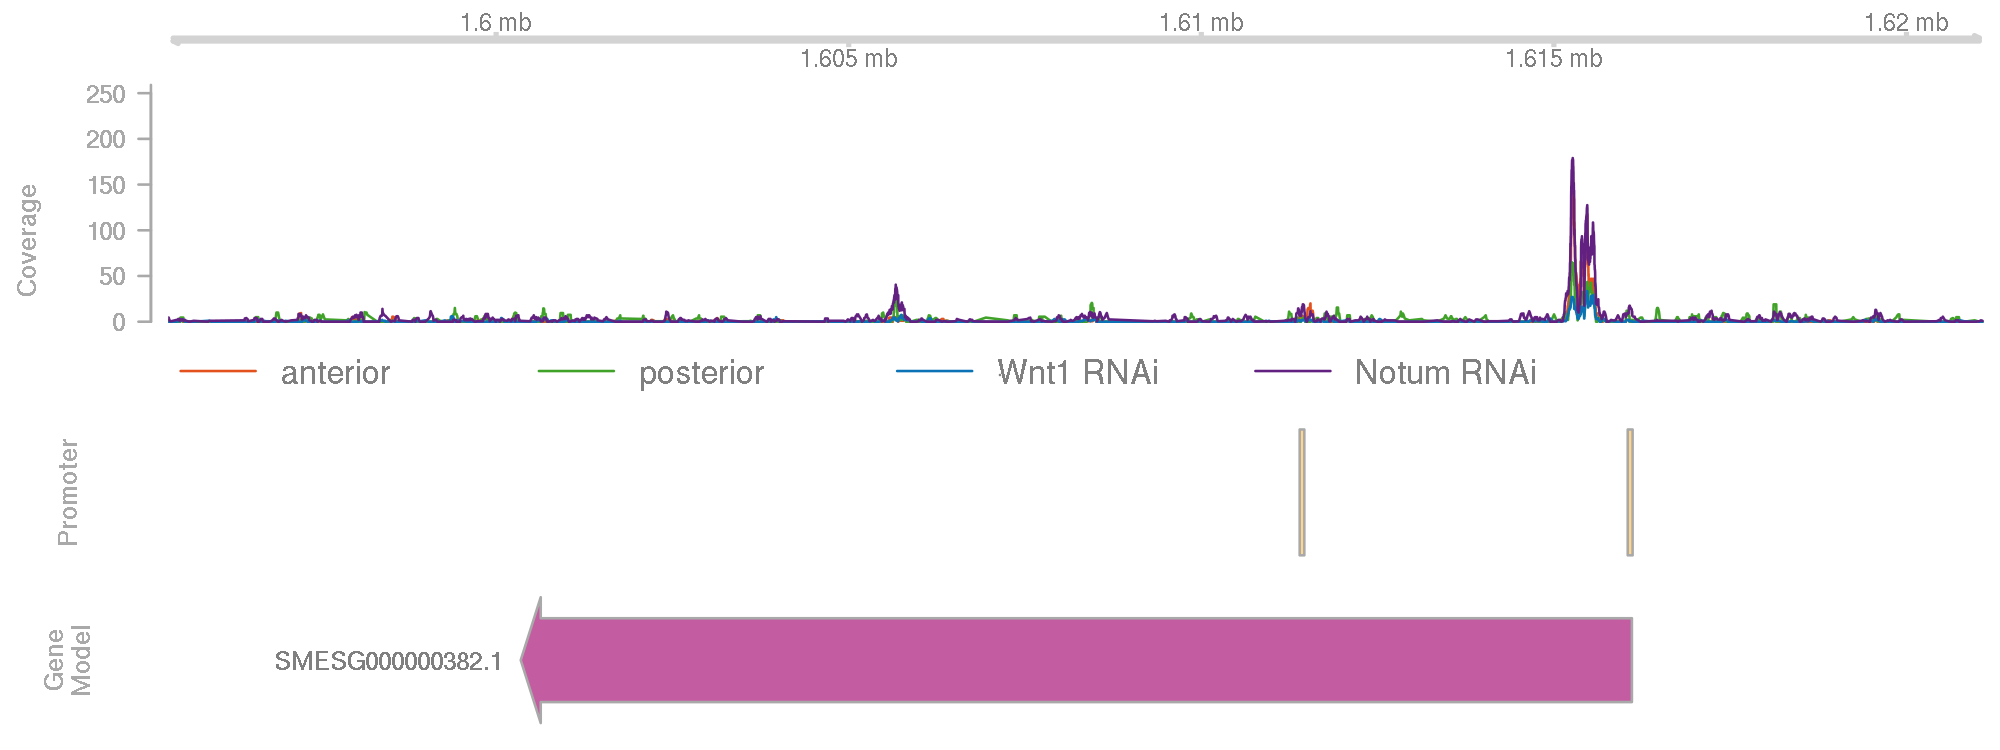 1.6 mb
1.61 mb
1.62 mb
1.605 mb
1.615 mb
Coverage
250
200
150
100
50
0
anterior
posterior
Wnt1 RNAi
Notum RNAi
Promoter
Gene
Model
SMESG000000382.1